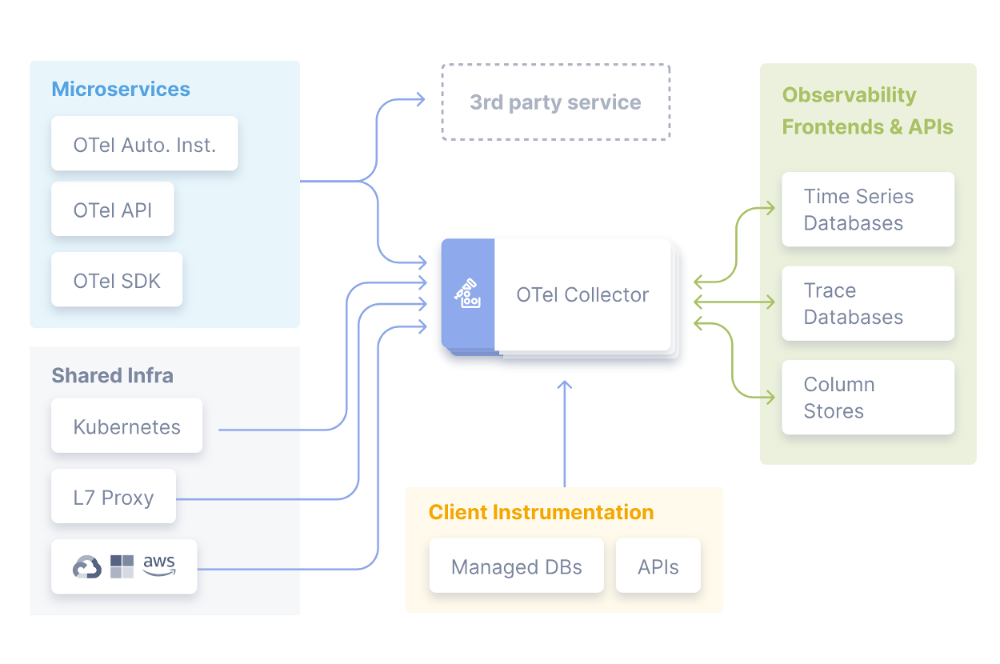 Microservices
OTel Auto. Inst.
OTel API
OTel SDK
Shared Infra
Kubernetes
L7 Proxy
aws
3rd party service
OTel Collector
Client Instrumentation
Managed DBs
APIs
Observability
Frontends & APIs
Time Series
Databases
Trace
Databases
Column
Stores